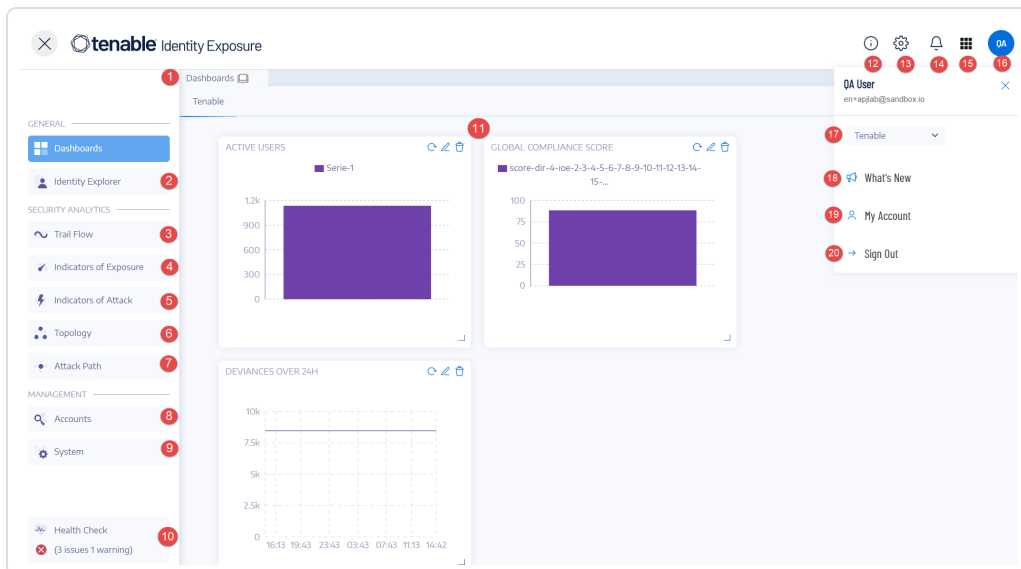 tenable Identity Exposure
12 13 14 15 16
QA
1 Dashboards
Tenable
QA User
en+apjlab@sandbox.io
17 Tenable
18 What's New
19 My Account
20 Sign Out
GENERAL
Dashboards
Identity Explorer 2
SECURITY ANALYTICS
Trail Flow 3
Indicators of Exposure 4
Indicators of Attack 5
Topology 6
Attack Path 7
MANAGEMENT
Accounts 8
System 9
Health Check 10
(3 issues 1 warning)
11
ACTIVE USERS
Serie-1
1.2k
900
600
300
0
GLOBAL COMPLIANCE SCORE
score-dir-4-ioe-2-3-4-5-6-7-8-9-10-11-12-13-14-
15-...
100
75
50
25
0
DEVIANCES OVER 24H
10k
7.5k
5k
2.5k
0
16:13 19:43 23:43 03:43 07:43 11:13 14:42